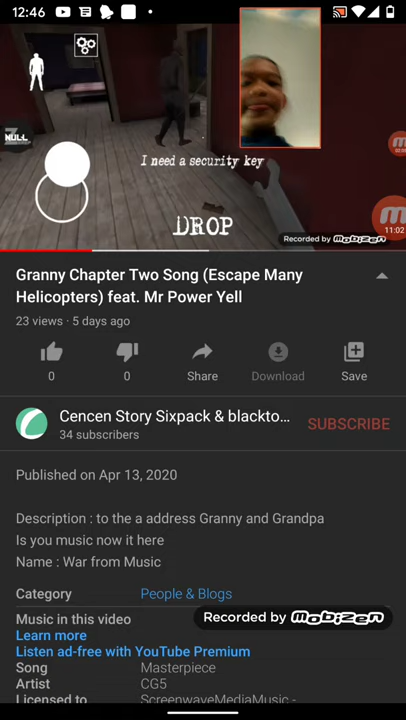 12:46
NULL
I need a security key
DROP
Recorded by mobizen
02:0
11:02
Granny Chapter Two Song (Escape Many
Helicopters) feat. Mr Power Yell
23 views · 5 days ago
0
0
Share
Download
Save
Cencen Story Sixpack & blackto...
34 subscribers
SUBSCRIBE
Published on Apr 13, 2020
Description : to the a address Granny and Grandpa
Is you music now it here
Name : War from Music
Category
People & Blogs
Recorded by mobizen
Music in this video
Learn more
Listen ad-free with YouTube Premium
Song
Masterpiece
Artist
CG5
Licensed to
ScreenwaveMediaMusic -